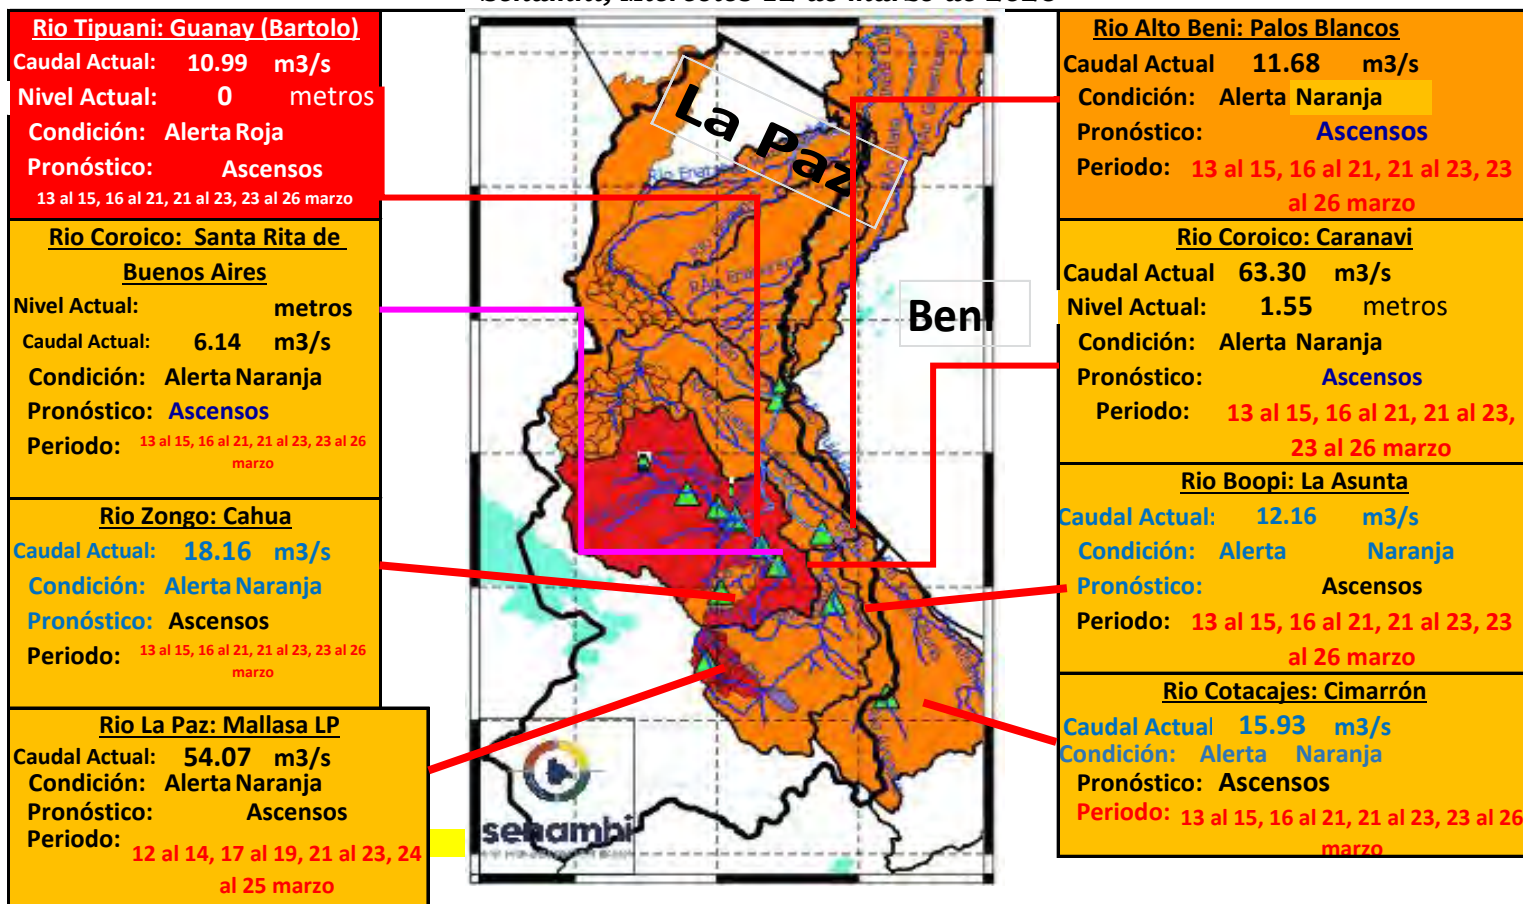 Rio Tipuani: Guanay (Bartolo)
Caudal Actual: 10.99 m3/s
Nivel Actual: 0 metros
Condición: Alerta Roja
Pronóstico: Ascensos
13 al 15, 16 al 21, 21 al 23, 23 al 26 marzo
Rio Coroico: Santa Rita de
Buenos Aires
Nivel Actual: metros
Caudal Actual: 6.14 m3/s
Condición: Alerta Naranja
Pronóstico: Ascensos
Periodo: 13 al 15, 16 al 21, 21 al 23, 23 al 26
marzo
Rio Zongo: Cahua
Caudal Actual: 18.16 m3/s
Condición: Alerta Naranja
Pronóstico: Ascensos
Periodo: 13 al 15, 16 al 21, 21 al 23, 23 al 26
marzo
Rio La Paz: Mallasa LP
Caudal Actual: 54.07 m3/s
Condición: Alerta Naranja
Pronóstico: Ascensos
Periodo:
12 al 14, 17 al 19, 21 al 23, 24
al 25 marzo
La Paz
Beni
senamhi
Rio Alto Beni: Palos Blancos
Caudal Actual 11.68 m3/s
Condición: Alerta Naranja
Pronóstico: Ascensos
Periodo: 13 al 15, 16 al 21, 21 al 23, 23
al 26 marzo
Rio Coroico: Caranavi
Caudal Actual 63.30 m3/s
Nivel Actual: 1.55 metros
Condición: Alerta Naranja
Pronóstico: Ascensos
Periodo: 13 al 15, 16 al 21, 21 al 23,
23 al 26 marzo
Rio Boopi: La Asunta
Caudal Actual: 12.16 m3/s
Condición: Alerta Naranja
Pronóstico: Ascensos
Periodo: 13 al 15, 16 al 21, 21 al 23, 23
al 26 marzo
Rio Cotacajes: Cimarrón
Caudal Actual 15.93 m3/s
Condición: Alerta Naranja
Pronóstico: Ascensos
Periodo: 13 al 15, 16 al 21, 21 al 23, 23 al 26
marzo